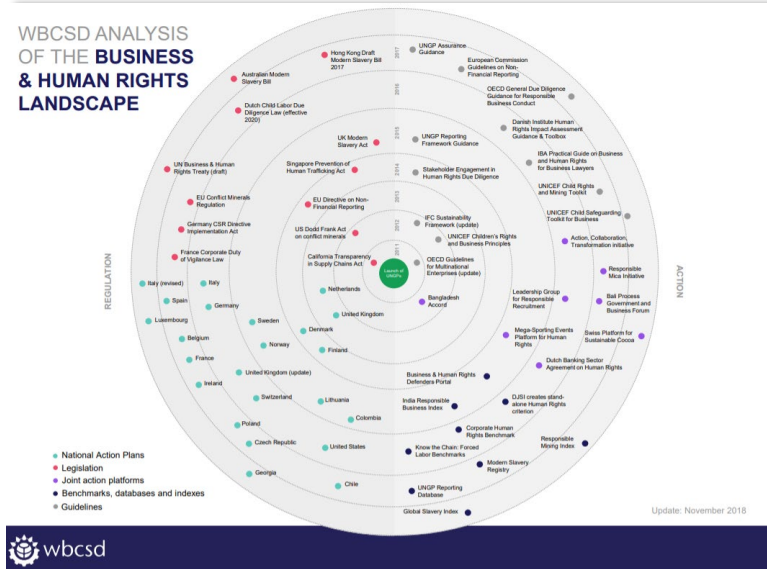 WBCSD ANALYSIS
OF THE BUSINESS
& HUMAN RIGHTS
LANDSCAPE
2017
2016
2015
2014
2013
2012
2011
Launch of
UNGPs
REGULATION
ACTION
Hong Kong Draft
Modern Slavery Bill
2017
Australian Modern
Slavery Bill
Dutch Child Labor Due
Diligence Law (effective
2020)
UK Modern
Slavery Act
Singapore Prevention of
Human Trafficking Act
UN Business & Human
Rights Treaty (draft)
EU Conflict Minerals
Regulation
EU Directive on Non-
Financial Reporting
Germany CSR Directive
Implementation Act
US Dodd Frank Act
on conflict minerals
France Corporate Duty
of Vigilance Law
California Transparency
in Supply Chains Act
UNGP Assurance
Guidance
European Commission
Guidelines on Non-
Financial Reporting
OECD General Due Diligence
Guidance for Responsible
Business Conduct
Danish Institute Human
Rights Impact Assessment
Guidance & Toolbox
UNGP Reporting
Framework Guidance
IBA Practical Guide on Business
and Human Rights
for Business Lawyers
Stakeholder Engagement in
Human Rights Due Diligence
UNICEF Child Rights
and Mining Toolkit
UNICEF Child Safeguarding
Toolkit for Business
IFC Sustainability
Framework (update)
UNICEF Children's Rights
and Business Principles
OECD Guidelines
for Multinational
Enterprises (update)
Action, Collaboration,
Transformation initiative
Responsible
Mica Initiative
Leadership Group
for Responsible
Recruitment
Bali Process
Government and
Business Forum
Bangladesh
Accord
Mega-Sporting Events
Platform for Human
Rights
Swiss Platform for
Sustainable Cocoa
Dutch Banking Sector
Agreement on Human Rights
Italy (revised)
Italy
Netherlands
Spain
Germany
Luxembourg
Sweden
United Kingdom
Denmark
Belgium
Norway
Finland
France
United Kingdom (update)
Ireland
Switzerland
Lithuania
Colombia
Poland
Czech Republic
United States
Georgia
Chile
Business & Human Rights
Defenders Portal
India Responsible
Business Index
DJSI creates stand-
alone Human Rights
criterion
Corporate Human
Rights Benchmark
Know the Chain: Forced
Labor Benchmarks
Responsible
Mining Index
Modern Slavery
Registry
UNGP Reporting
Database
Global Slavery Index
National Action Plans
Legislation
Joint action platforms
Benchmarks, databases and indexes
Guidelines
Update: November 2018
wbcsd